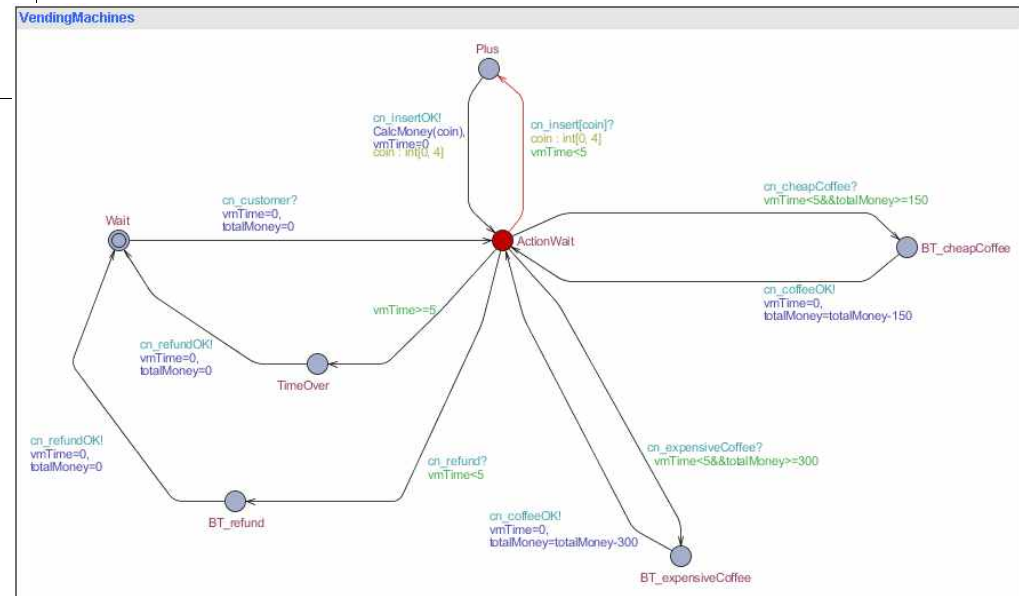 VendingMachines
Plus
cn_insertOK!
CalcMoney(coin),
vmTime=0
coin : int[0, 4]
cn_insert[coin]?
coin : int[0, 4]
vmTime<5
cn_cheapCoffee?
vmTime<5&&totalMoney>=150
cn_customer?
vmTime=0,
totalMoney=0
Wait
ActionWait
BT_cheapCoffee
cn_coffeeOK!
vmTime=0,
totalMoney=totalMoney-150
vmTime>=5
cn_refundOK!
vmTime=0,
totalMoney=0
TimeOver
cn_refundOK!
vmTime=0,
totalMoney=0
cn_refund?
vmTime<5
cn_expensiveCoffee?
vmTime<5&&totalMoney>=300
BT_refund
cn_coffeeOK!
vmTime=0,
totalMoney=totalMoney-300
BT_expensiveCoffee